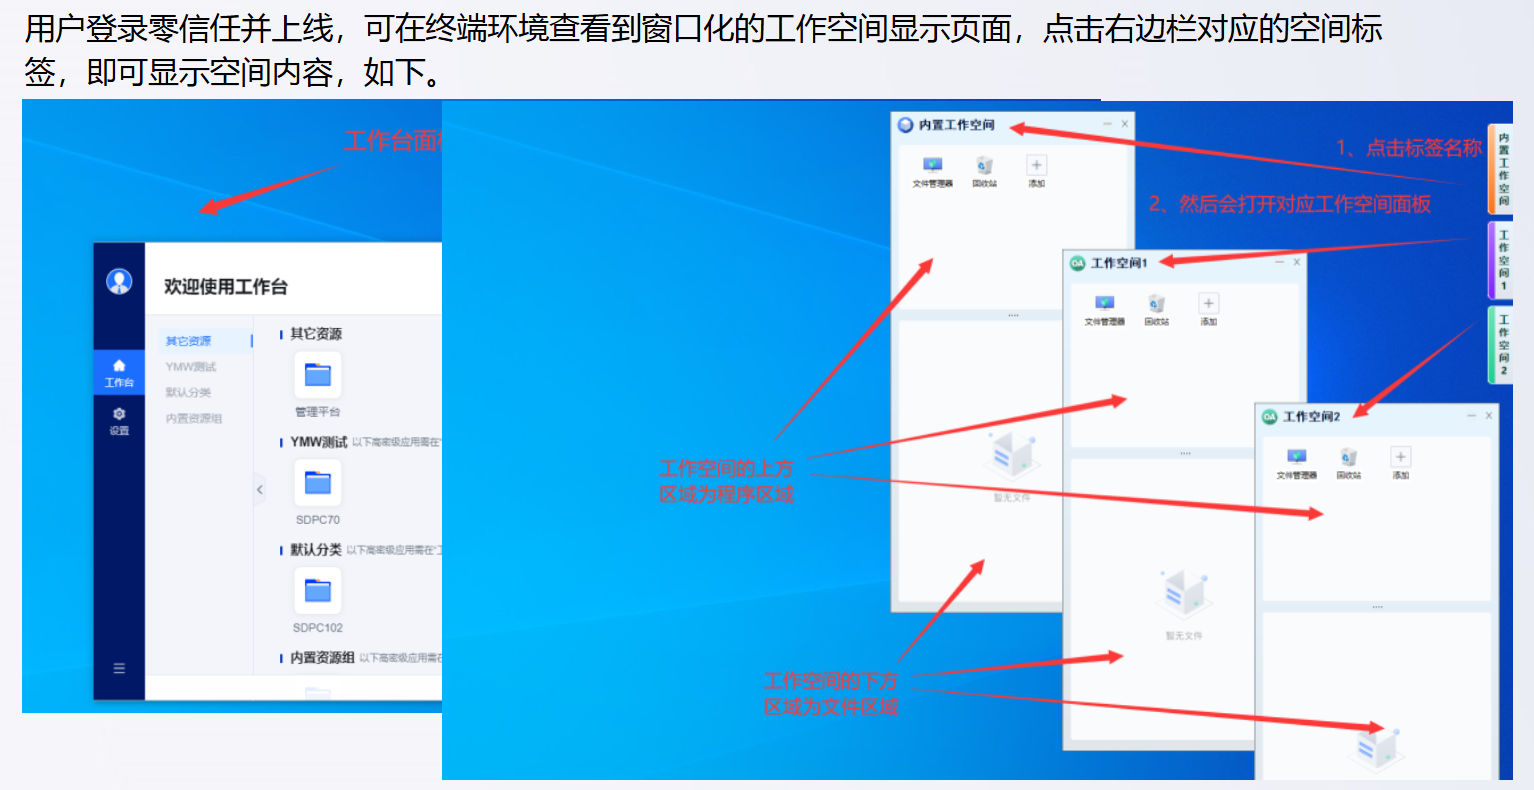 用户登录零信任并上线，可在终端环境查看到窗口化的工作空间显示页面，点击右边栏对应的空间标
签，即可显示空间内容，如下。
工作台面
欢迎使用工作台
其它资源
YMW测试
默认分类
内置资源组
工作台
设置
其它资源
管理平台
YMW测试 以下高密级应用需在"
SDPC70
默认分类 以下高密级应用需在"工
SDPC102
内置资源组 以下高密级应用需在
内置工作空间
文件管理器 回收站 添加
暂无文件
1、点击标签名称
2、然后会打开对应工作空间面板
工作空间1
文件管理器 回收站 添加
暂无文件
工作空间2
文件管理器 回收站 添加
工作空间的上方
区域为程序区域
工作空间的下方
区域为文件区域
内置工作空间
工作空间1
工作空间2